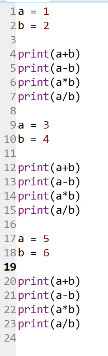 1 a = 1
2 b = 2
3
4 print(a+b)
5 print(a-b)
6 print(a*b)
7 print(a/b)
8
9 a = 3
10 b = 4
11
12 print(a+b)
13 print(a-b)
14 print(a*b)
15 print(a/b)
16
17 a = 5
18 b = 6
19
20 print(a+b)
21 print(a-b)
22 print(a*b)
23 print(a/b)
24